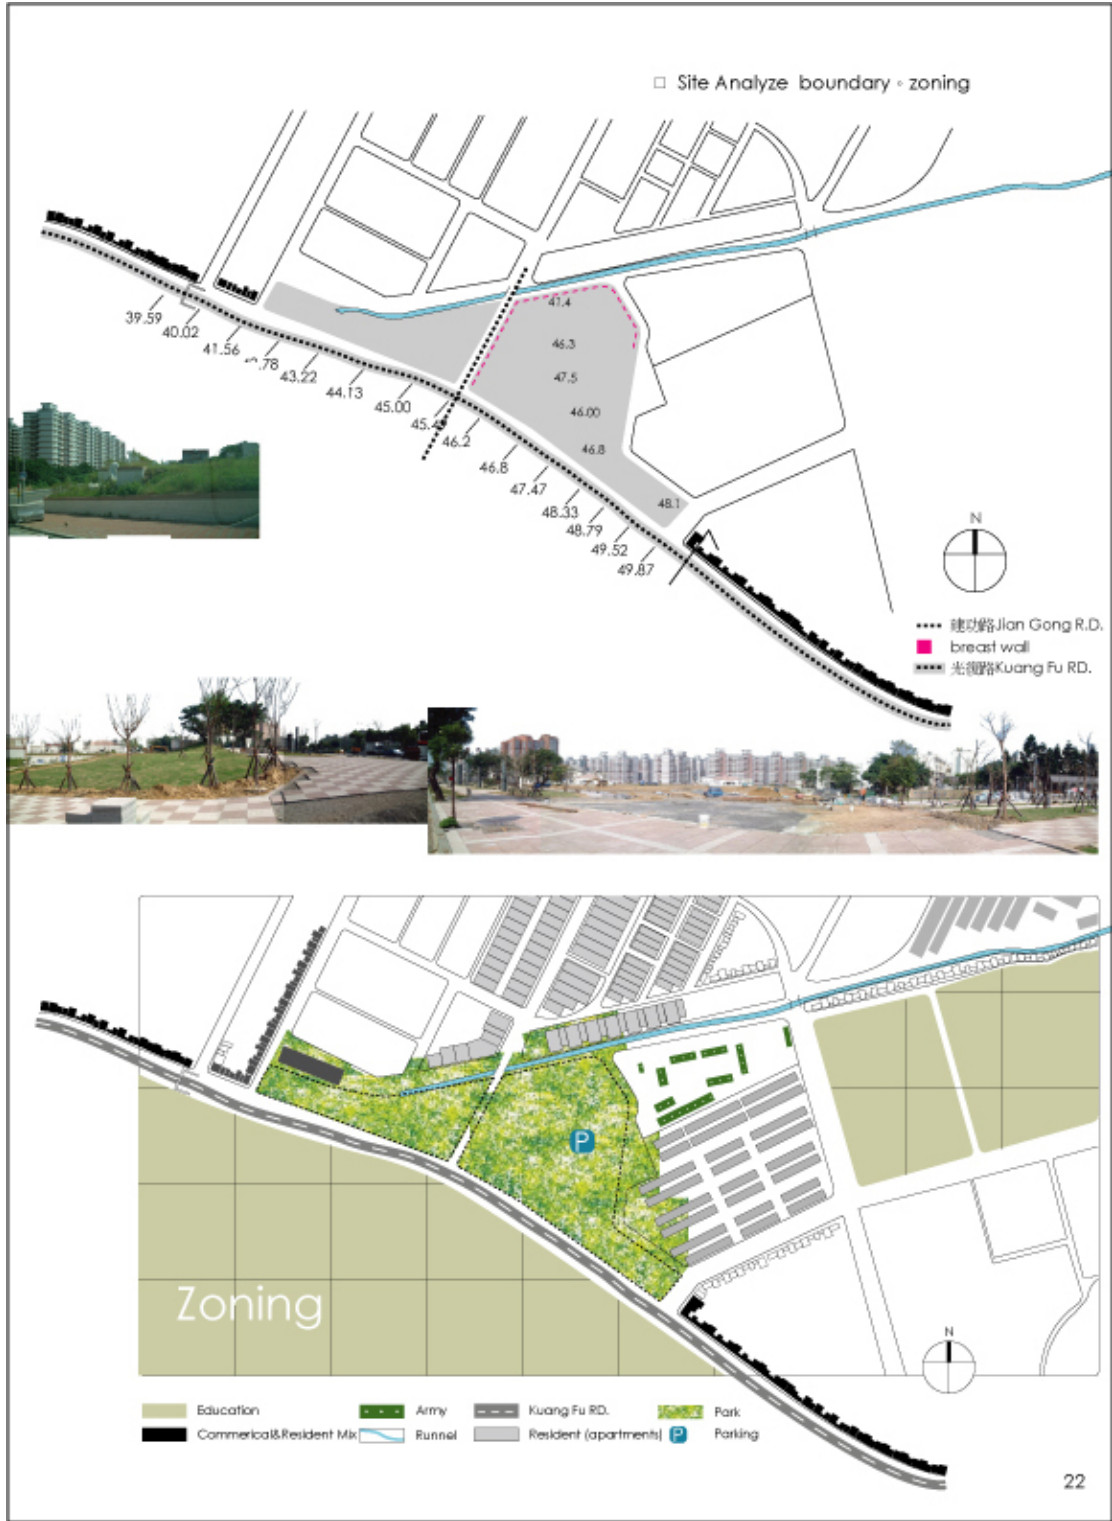 □ Site Analyze boundary。zoning
39.59
40.02
41.56
.78
43.22
44.13
45.00
45.4
46.2
46.8
47.47
48.33
48.79
49.52
49.87
47.4
46.3
47.5
46.00
46.8
48.1
N
建功路Jian Gong R.D.
breast wall
光復路Kuang Fu RD.
P
Zoning
N
Education
Army
Kuang Fu RD.
Park
Commerical&Resident Mix
Runnel
Resident (apartments)
P
Parking
22